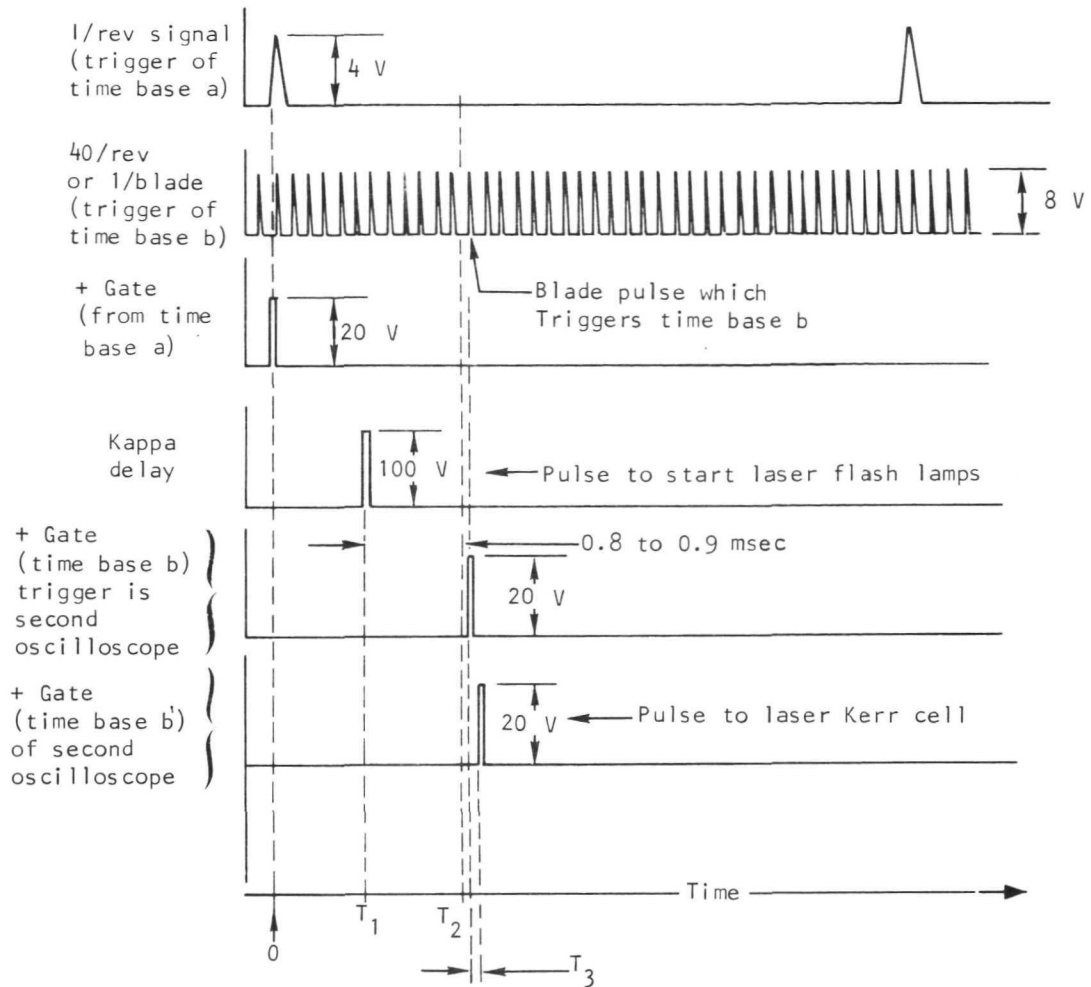 1/rev signal
(trigger of
time base a)
4 V
40/rev
or 1/blade
(trigger of
time base b)
8 V
Blade pulse which
Triggers time base b
+ Gate
(from time
base a)
20 V
Kappa
delay
100 V
Pulse to start laser flash lamps
+ Gate
(time base b)
trigger is
second
oscilloscope
0.8 to 0.9 msec
20 V
+ Gate
(time base b')
of second
oscilloscope
20 V
Pulse to laser Kerr cell
Time
T1
T2
0
T3